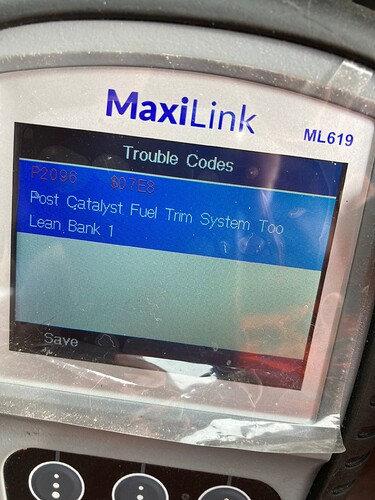 MaxiLink
ML619
Trouble Codes
P2096 $07E8
Post Catalyst Fuel Trim System Too
Lean Bank 1
Save